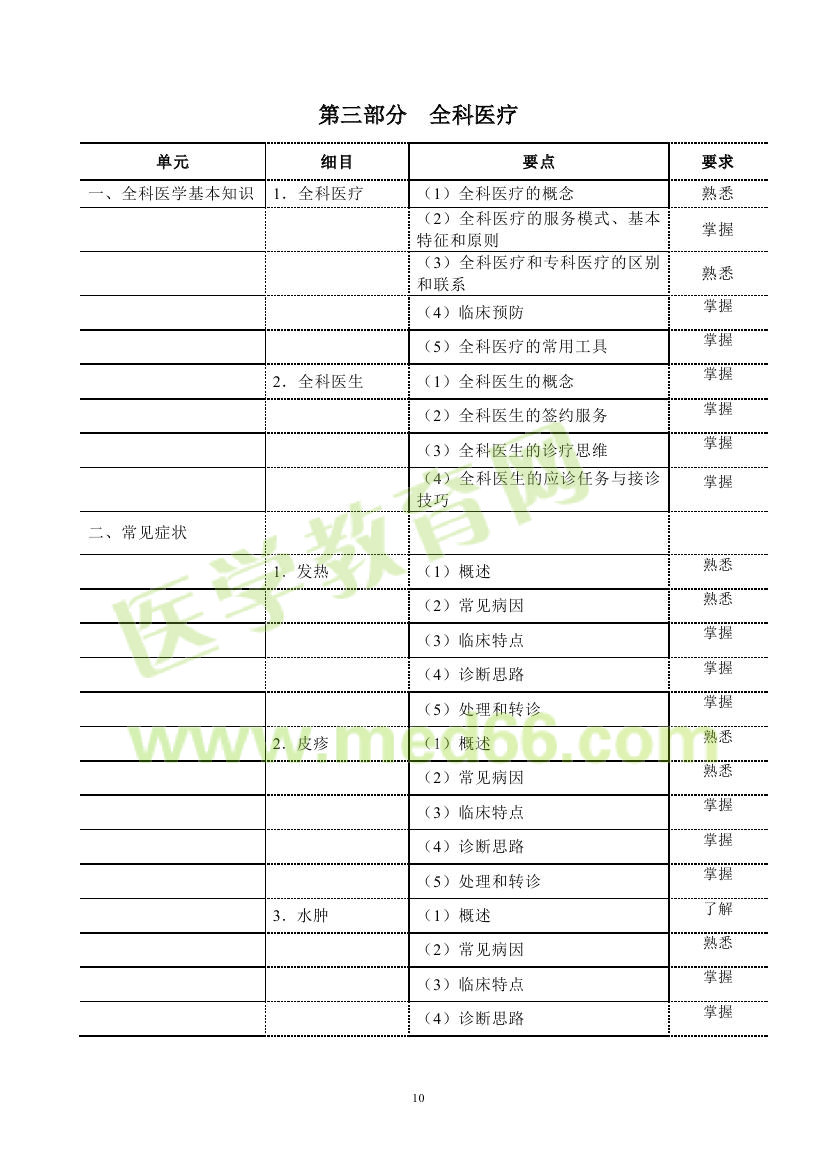 第三部分 全科医疗
单元 细目 要点 要求
一、全科医学基本知识 1．全科医疗 （1）全科医疗的概念 熟悉
（2）全科医疗的服务模式、基本
特征和原则 掌握
（3）全科医疗和专科医疗的区别
和联系 熟悉
（4）临床预防 掌握
（5）全科医疗的常用工具 掌握
2．全科医生 （1）全科医生的概念 掌握
（2）全科医生的签约服务 掌握
（3）全科医生的诊疗思维 掌握
（4）全科医生的应诊任务与接诊
技巧 掌握
二、常见症状
1．发热 （1）概述 熟悉
（2）常见病因 熟悉
（3）临床特点 掌握
（4）诊断思路 掌握
（5）处理和转诊 掌握
2．皮疹 （1）概述 熟悉
（2）常见病因 熟悉
（3）临床特点 掌握
（4）诊断思路 掌握
（5）处理和转诊 掌握
3．水肿 （1）概述 了解
（2）常见病因 熟悉
（3）临床特点 掌握
（4）诊断思路 掌握
医学教育网
www.med66.com
10